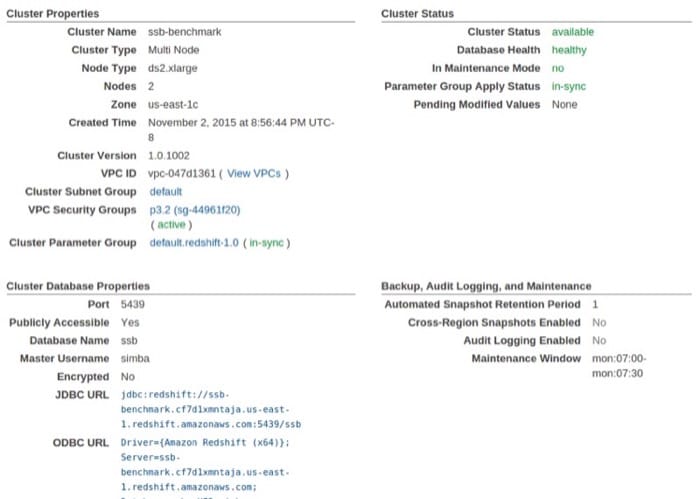 Cluster Properties
Cluster Name ssb-benchmark
Cluster Type Multi Node
Node Type ds2.xlarge
Nodes 2
Zone us-east-1c
Created Time November 2, 2015 at 8:56:44 PM UTC-
8
Cluster Version 1.0.1002
VPC ID vpc-047d1361 ( View VPCs )
Cluster Subnet Group default
VPC Security Groups p3.2 (sg-44961f20)
( active )
Cluster Parameter Group default.redshift-1.0 ( in-sync )
Cluster Status
Cluster Status available
Database Health healthy
In Maintenance Mode no
Parameter Group Apply Status in-sync
Pending Modified Values None
Cluster Database Properties
Port 5439
Publicly Accessible Yes
Database Name ssb
Master Username simba
Encrypted No
JDBC URL jdbc:redshift://ssb-
benchmark.cf7d1xmntaja.us-east-
1.redshift.amazonaws.com:5439/ssb
ODBC URL Driver={Amazon Redshift (x64)};
Server=ssb-
benchmark.cf7d1xmntaja.us-east-
1.redshift.amazonaws.com;
Backup, Audit Logging, and Maintenance
Automated Snapshot Retention Period 1
Cross-Region Snapshots Enabled No
Audit Logging Enabled No
Maintenance Window mon:07:00-
mon:07:30